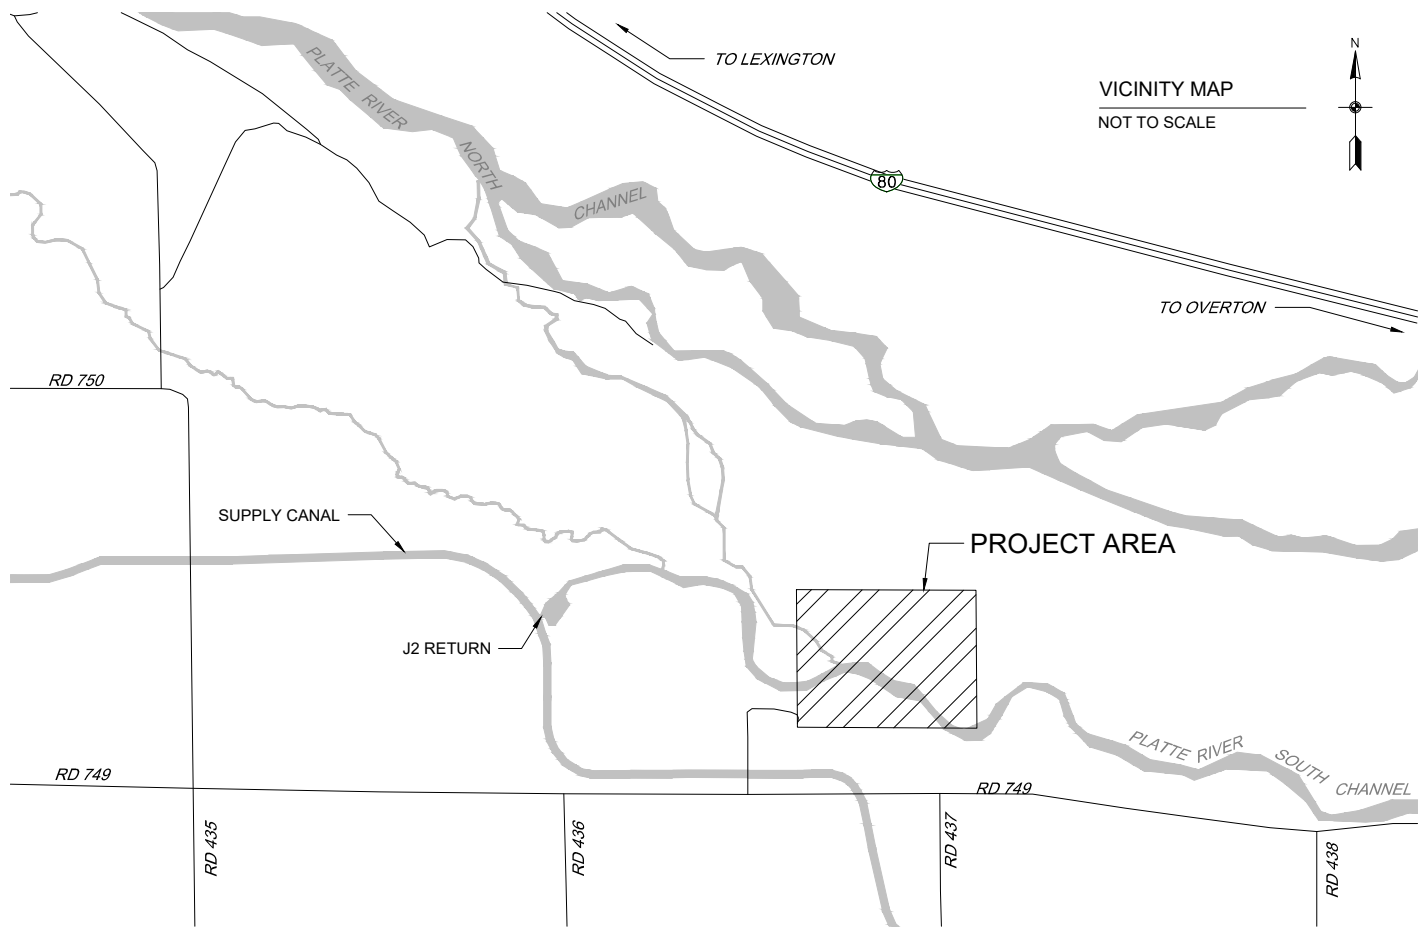 TO LEXINGTON
N
VICINITY MAP
NOT TO SCALE
PLATTE RIVER
NORTH
CHANNEL
80
TO OVERTON
RD 750
SUPPLY CANAL
PROJECT AREA
J2 RETURN
PLATTE RIVER
SOUTH
CHANNEL
RD 749
RD 749
RD 435
RD 436
RD 437
RD 438